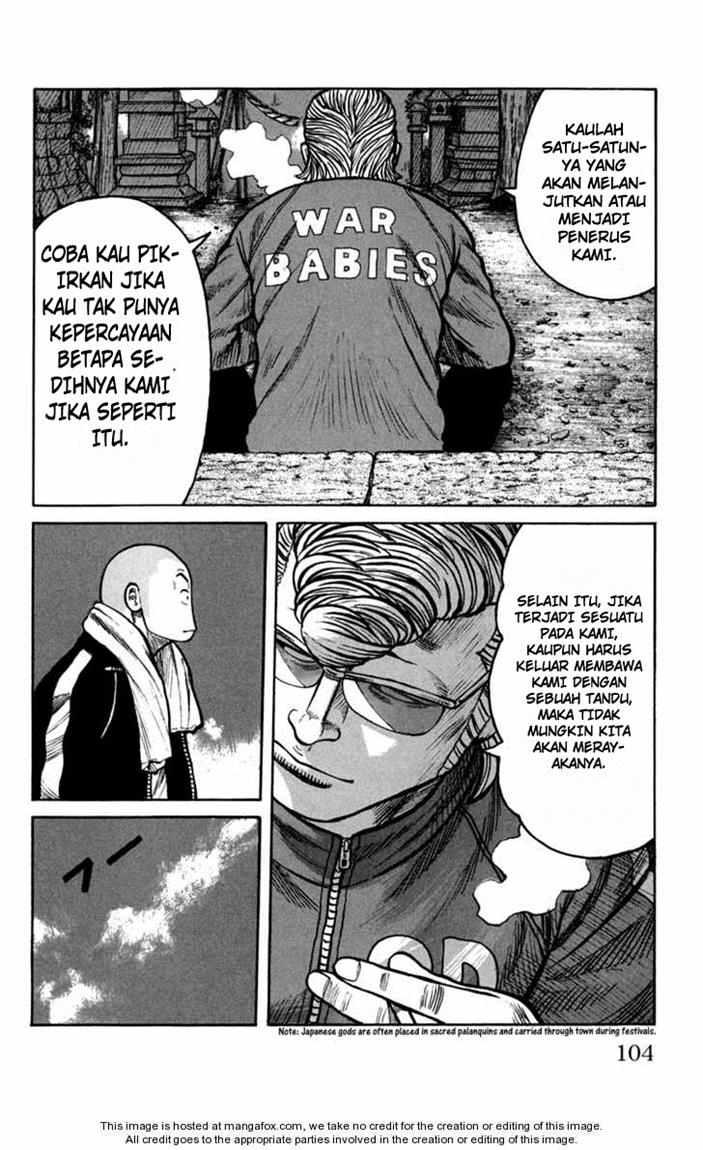 KAULAH
SATU-SATUN-
YA YANG
AKAN MELAN-
JUTKAN ATAU
MENJADI
PENERUS
KAMI.
WAR
BABIES
COBA KAU PIK-
IRKAN JIKA
KAU TAK PUNYA
KEPERCAYAAN
BETAPA SE-
DIHNYA KAMI
JIKA SEPERTI
ITU.
SELAIN ITU, JIKA
TERJADI SESUATU
PADA KAMI,
KAUPUN HARUS
KELUAR MEMBAWA
KAMI DENGAN
SEBUAH TANDU,
MAKA TIDAK
MUNGKIN KITA
AKAN MERAY-
AKANYA.
Note: Japanese gods are often placed in sacred palanquins and carried through town during festivals.
104
This image is hosted at mangafox.com, we take no credit for the creation or editing of this image.
All credit goes to the appropriate parties involved in the creation or editing of this image.